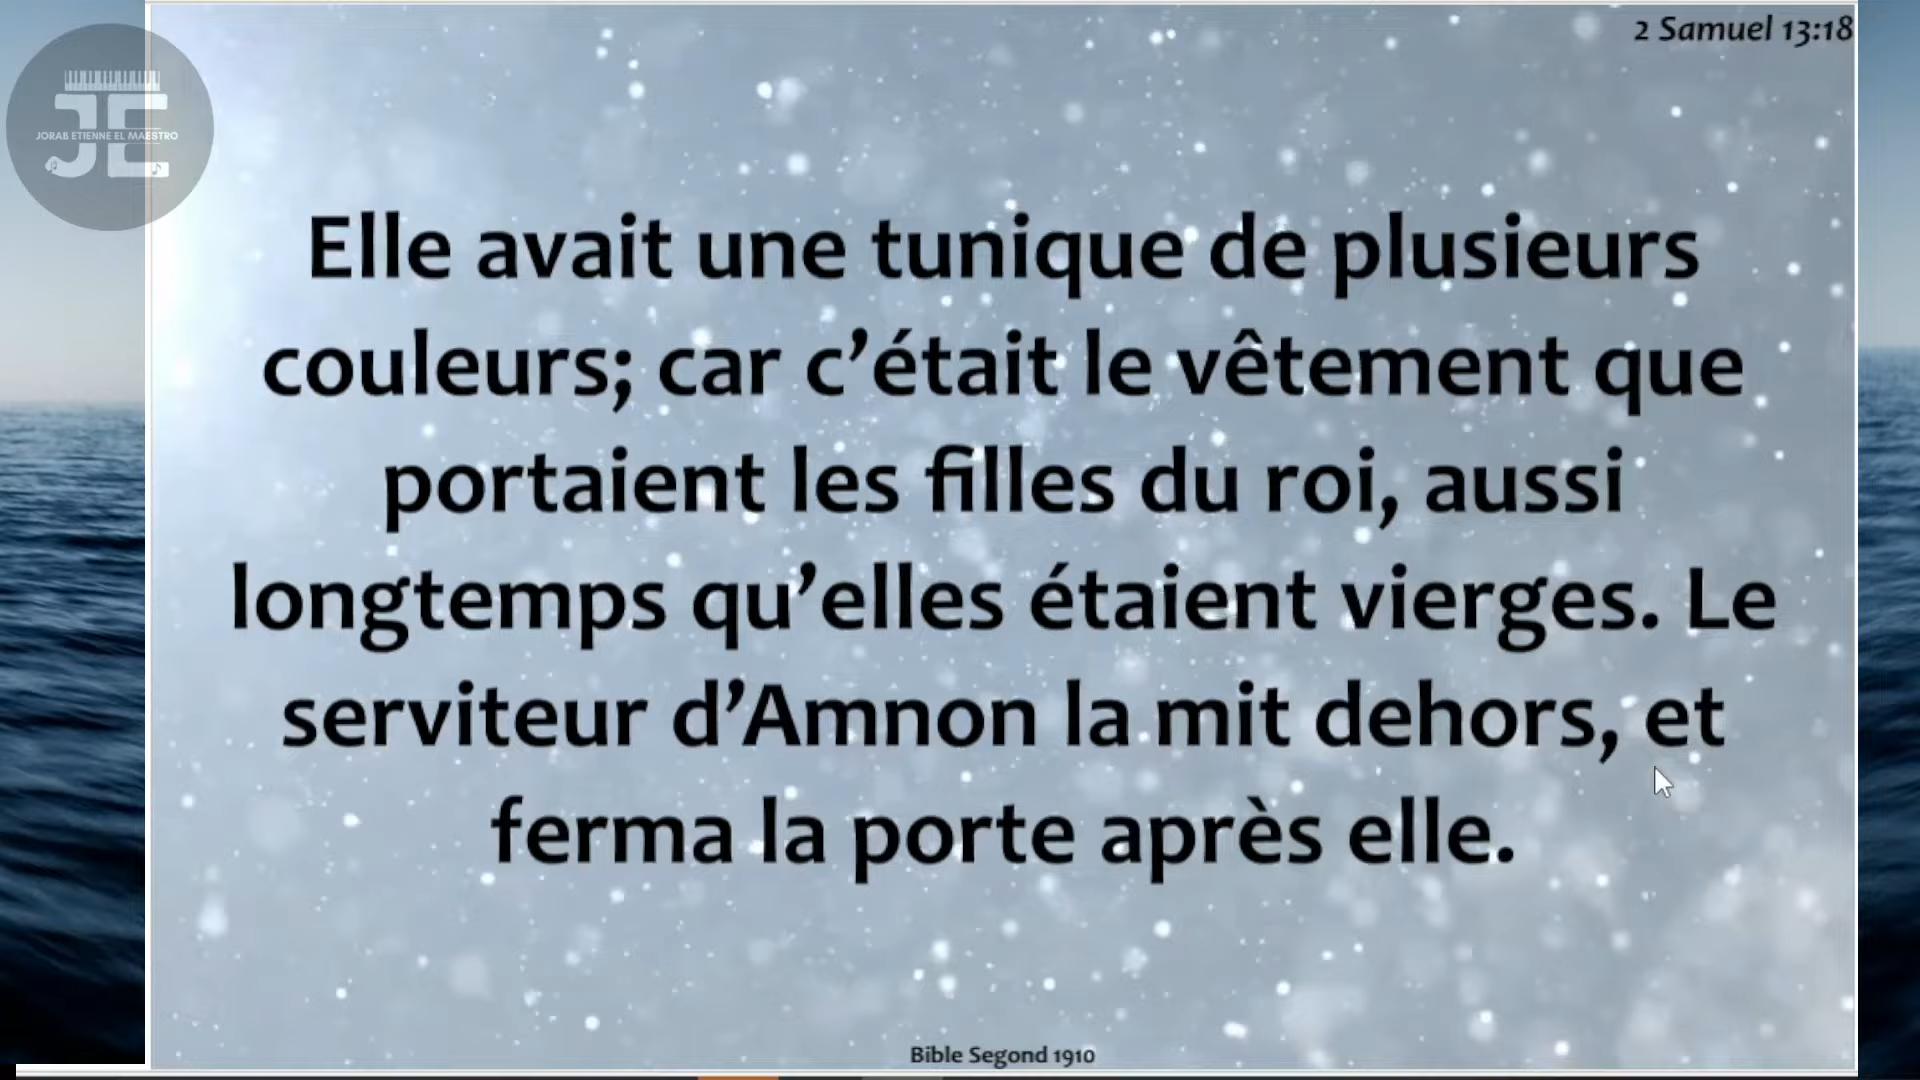 2 Samuel 13:18
JORAB ETIENNE EL MAESTRO
JE
Elle avait une tunique de plusieurs
couleurs; car c’était le vêtement que
portaient les filles du roi, aussi
longtemps qu’elles étaient vierges. Le
serviteur d’Amnon la mit dehors, et
ferma la porte après elle.
Bible Segond 1910